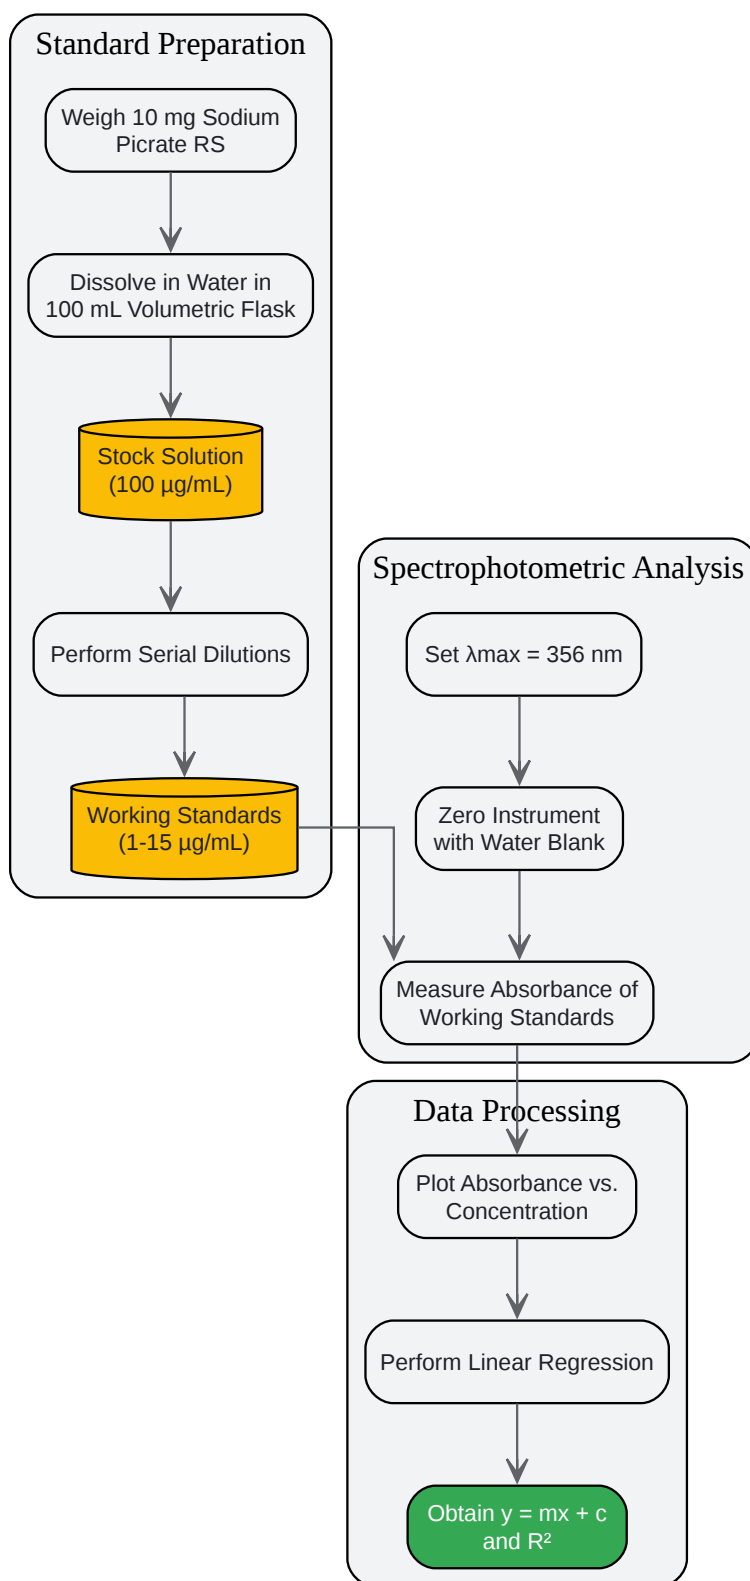 Standard Preparation
Weigh 10 mg Sodium
Picrate RS
Dissolve in Water in
100 mL Volumetric Flask
Stock Solution
(100 µg/mL)
Perform Serial Dilutions
Working Standards
(1-15 µg/mL)
Spectrophotometric Analysis
Set λmax = 356 nm
Zero Instrument
with Water Blank
Measure Absorbance of
Working Standards
Data Processing
Plot Absorbance vs.
Concentration
Perform Linear Regression
Obtain y = mx + c
and R²